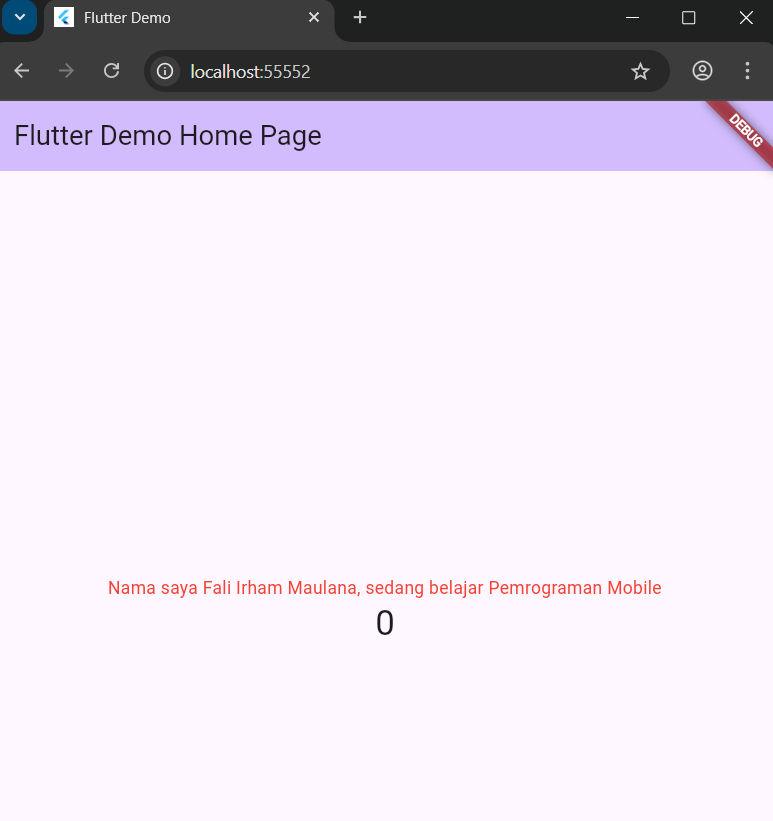 Flutter Demo
localhost:55552
Flutter Demo Home Page
DEBUG
Nama saya Fali Irham Maulana, sedang belajar Pemrograman Mobile
0